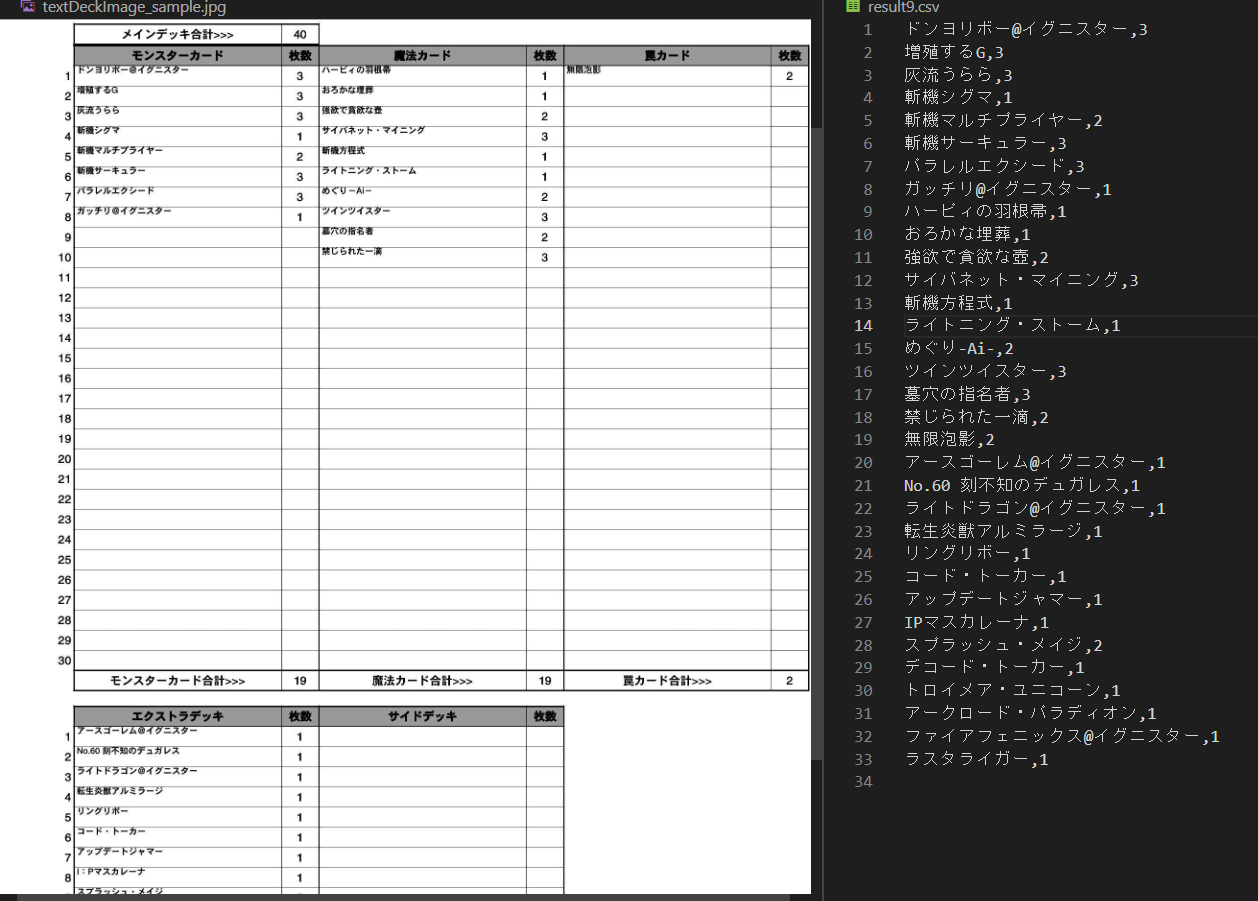 textDeckImage_sample.jpg
メインデッキ合計>>> 40
モンスターカード 枚数 魔法カード 枚数 罠カード 枚数
1 ドンヨリボー@イグニスター 3 ハーピィの羽根帚 1 無限泡影 2
2 増殖するG 3 おろかな埋葬 1
3 灰流うらら 3 強欲で貪欲な壺 2
4 斬機シグマ 1 サイバネット・マイニング 3
5 斬機マルチプライヤー 2 斬機方程式 1
6 斬機サーキュラー 3 ライトニング・ストーム 1
7 パラレルエクシード 3 めぐり-Ai- 2
8 ガッチリ@イグニスター 1 ツインツイスター 3
9 墓穴の指名者 2
10 禁じられた一滴 3
11
12
13
14
15
16
17
18
19
20
21
22
23
24
25
26
27
28
29
30
モンスターカード合計>>> 19 魔法カード合計>>> 19 罠カード合計>>> 2
エクストラデッキ 枚数 サイドデッキ 枚数
1 アースゴーレム@イグニスター 1
2 No.60 刻不知のデュガレス 1
3 ライトドラゴン@イグニスター 1
4 転生炎獣アルミラージ 1
5 リングリボー 1
6 コード・トーカー 1
7 アップデートジャマー 1
8 I:Pマスカレーナ 1
スプラッシュ・メイジ
result9.csv
1 ドンヨリボー@イグニスター,3
2 増殖するG,3
3 灰流うらら,3
4 斬機シグマ,1
5 斬機マルチプライヤー,2
6 斬機サーキュラー,3
7 パラレルエクシード,3
8 ガッチリ@イグニスター,1
9 ハーピィの羽根帚,1
10 おろかな埋葬,1
11 強欲で貪欲な壺,2
12 サイバネット・マイニング,3
13 斬機方程式,1
14 ライトニング・ストーム,1
15 めぐり-Ai-,2
16 ツインツイスター,3
17 墓穴の指名者,3
18 禁じられた一滴,2
19 無限泡影,2
20 アースゴーレム@イグニスター,1
21 No.60 刻不知のデュガレス,1
22 ライトドラゴン@イグニスター,1
23 転生炎獣アルミラージ,1
24 リングリボー,1
25 コード・トーカー,1
26 アップデートジャマー,1
27 IPマスカレーナ,1
28 スプラッシュ・メイジ,2
29 デコード・トーカー,1
30 トロイメア・ユニコーン,1
31 アークロード・パラディオン,1
32 ファイアフェニックス@イグニスター,1
33 ラスタライガー,1
34